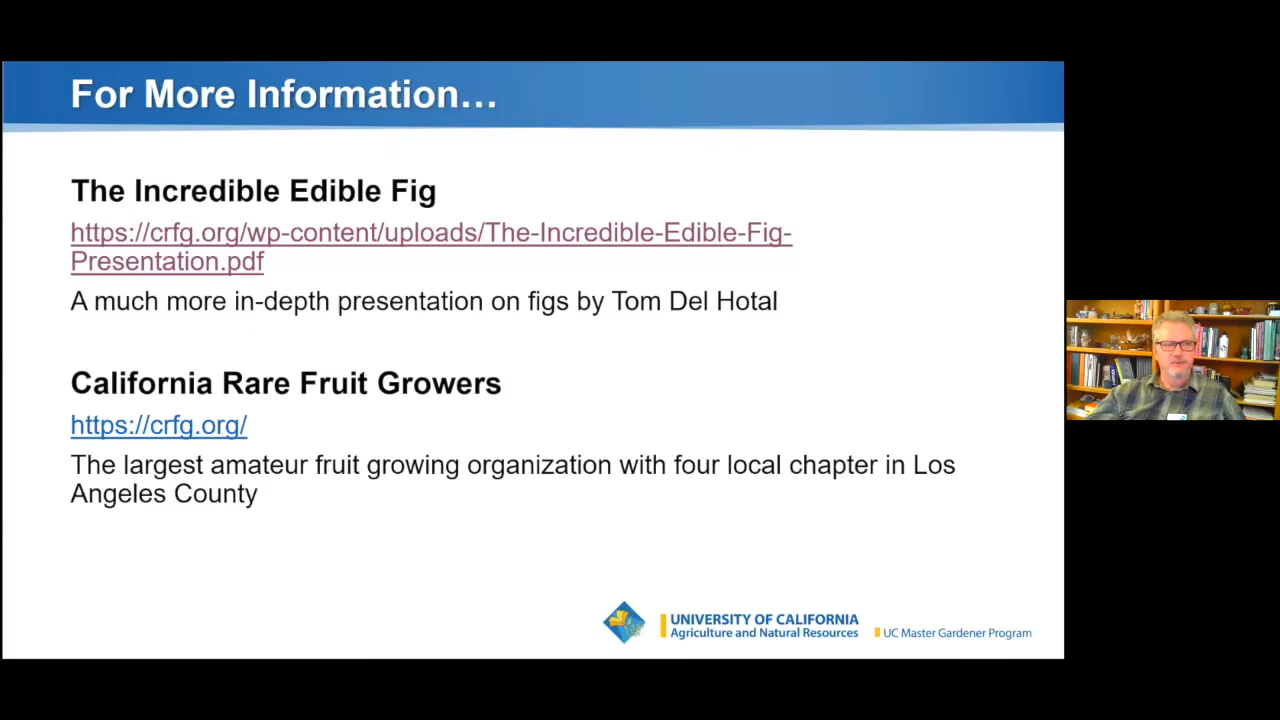 For More Information…
The Incredible Edible Fig
https://crfg.org/wp-content/uploads/The-Incredible-Edible-Fig-
Presentation.pdf
A much more in-depth presentation on figs by Tom Del Hotal
California Rare Fruit Growers
https://crfg.org/
The largest amateur fruit growing organization with four local chapter in Los
Angeles County
UNIVERSITY OF CALIFORNIA
Agriculture and Natural Resources
UC Master Gardener Program